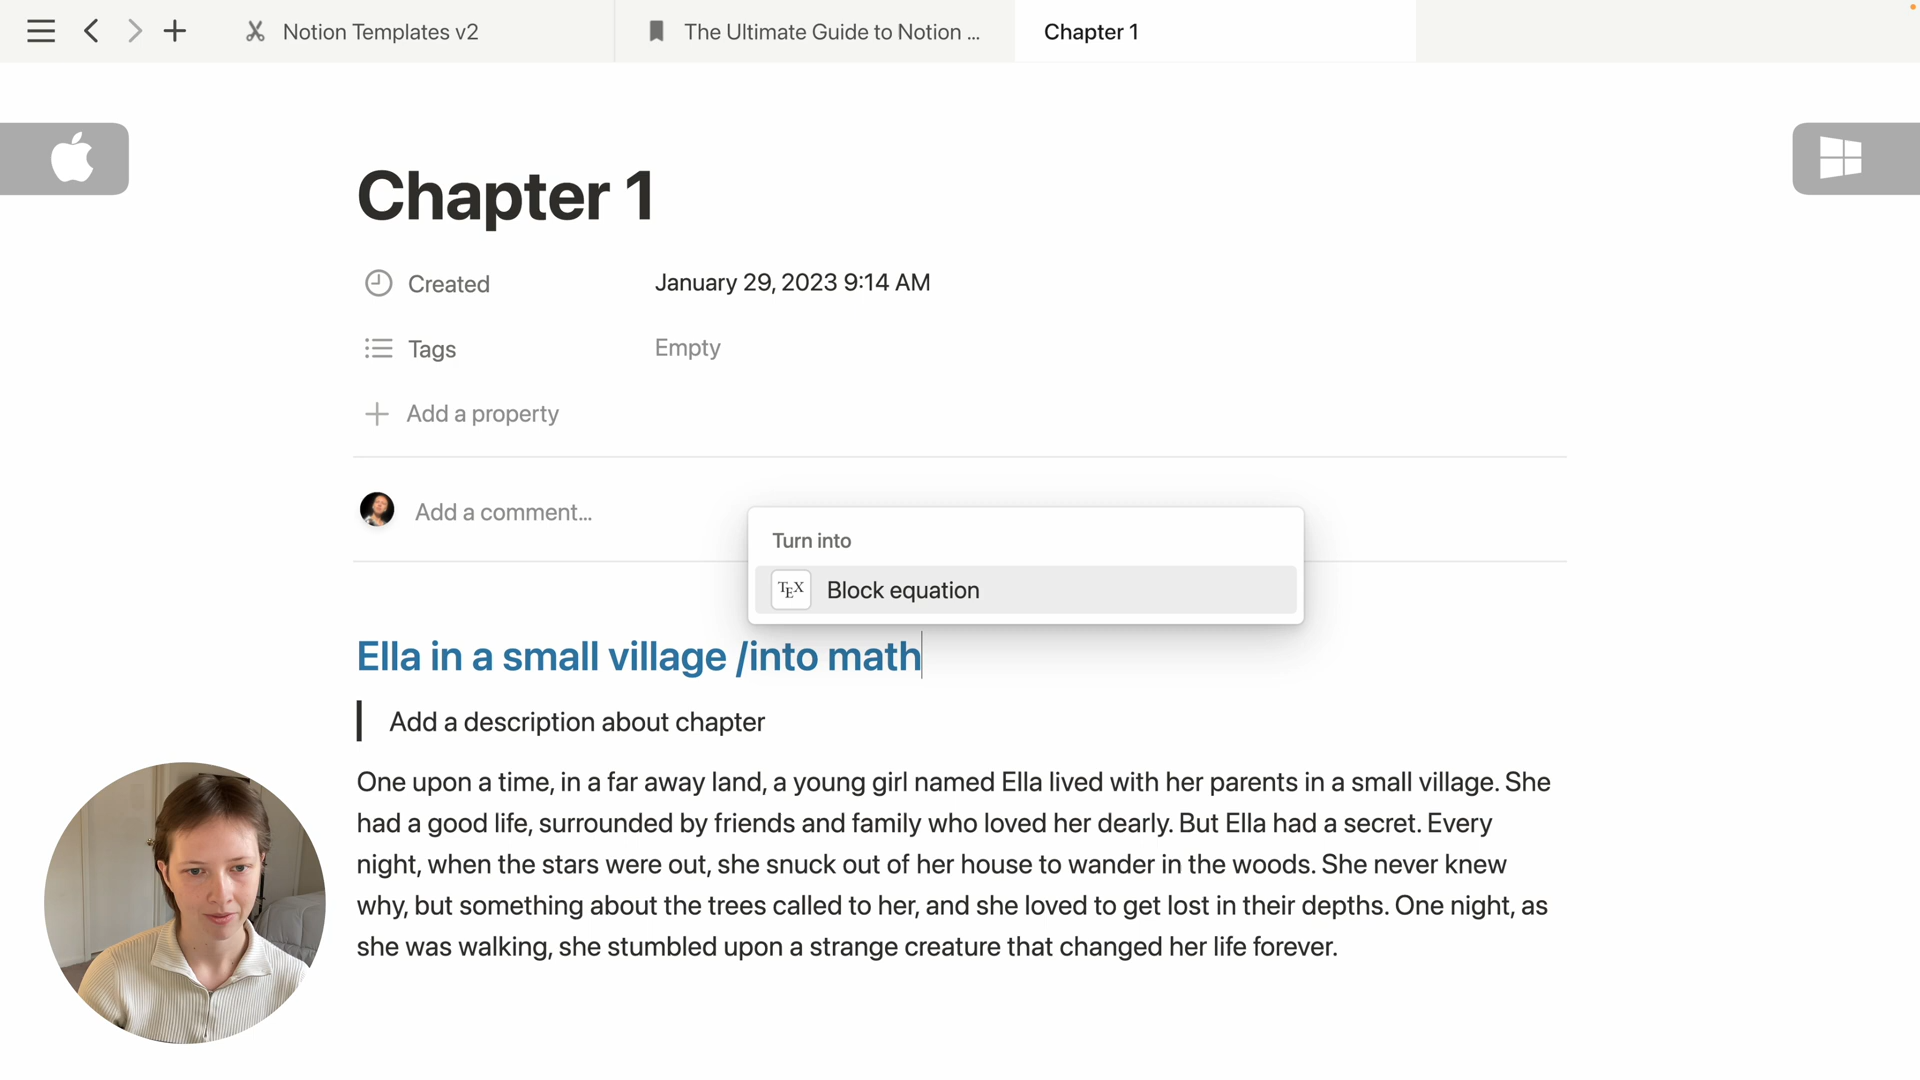 Notion Templates v2
The Ultimate Guide to Notion ...
Chapter 1
Chapter 1
Created
January 29, 2023 9:14 AM
Tags
Empty
Add a property
Add a comment...
Turn into
TEX
Block equation
Ella in a small village /into math
Add a description about chapter
One upon a time, in a far away land, a young girl named Ella lived with her parents in a small village. She
had a good life, surrounded by friends and family who loved her dearly. But Ella had a secret. Every
night, when the stars were out, she snuck out of her house to wander in the woods. She never knew
why, but something about the trees called to her, and she loved to get lost in their depths. One night, as
she was walking, she stumbled upon a strange creature that changed her life forever.